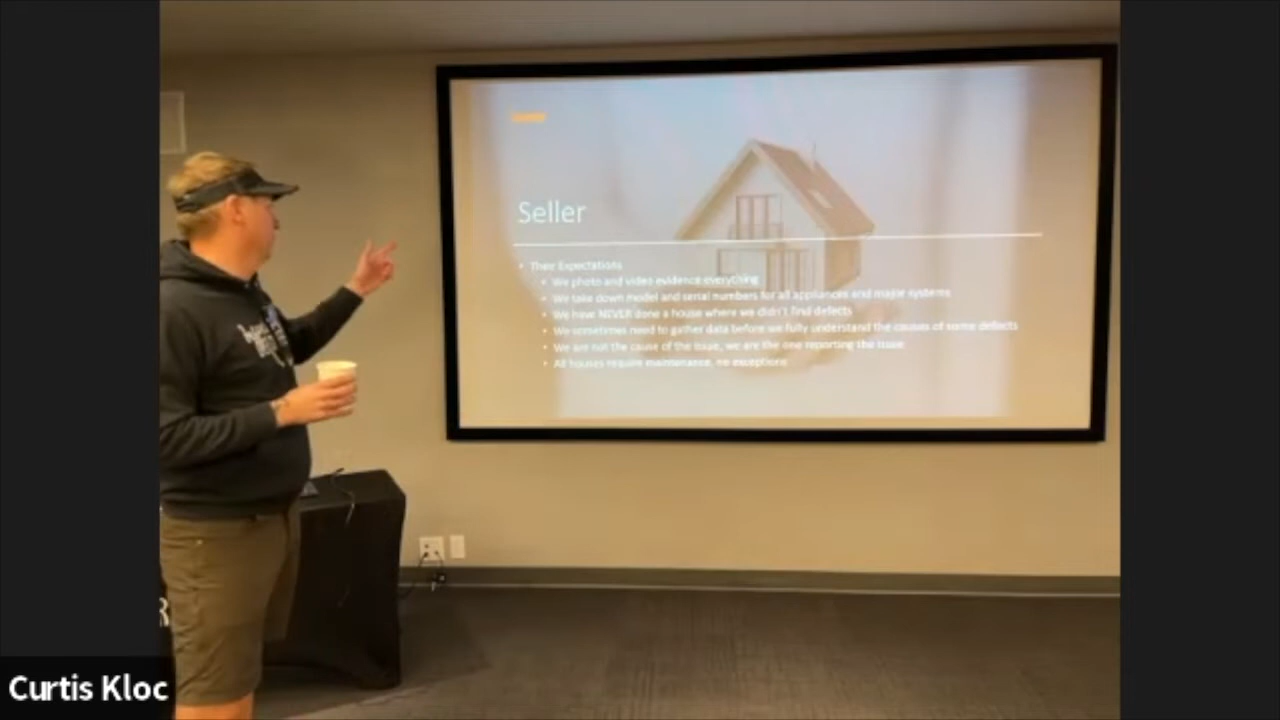 Seller
• Their Expectations
• We photo and video evidence everything
• We take down model and serial numbers for all appliances and major systems
• We have NEVER done a house where we didn't find defects
• We sometimes need to gather data before we fully understand the causes of some defects
• We are not the cause of the issue, we are the one reporting the issue
• All houses require maintenance, no exceptions
R
Curtis Kloc